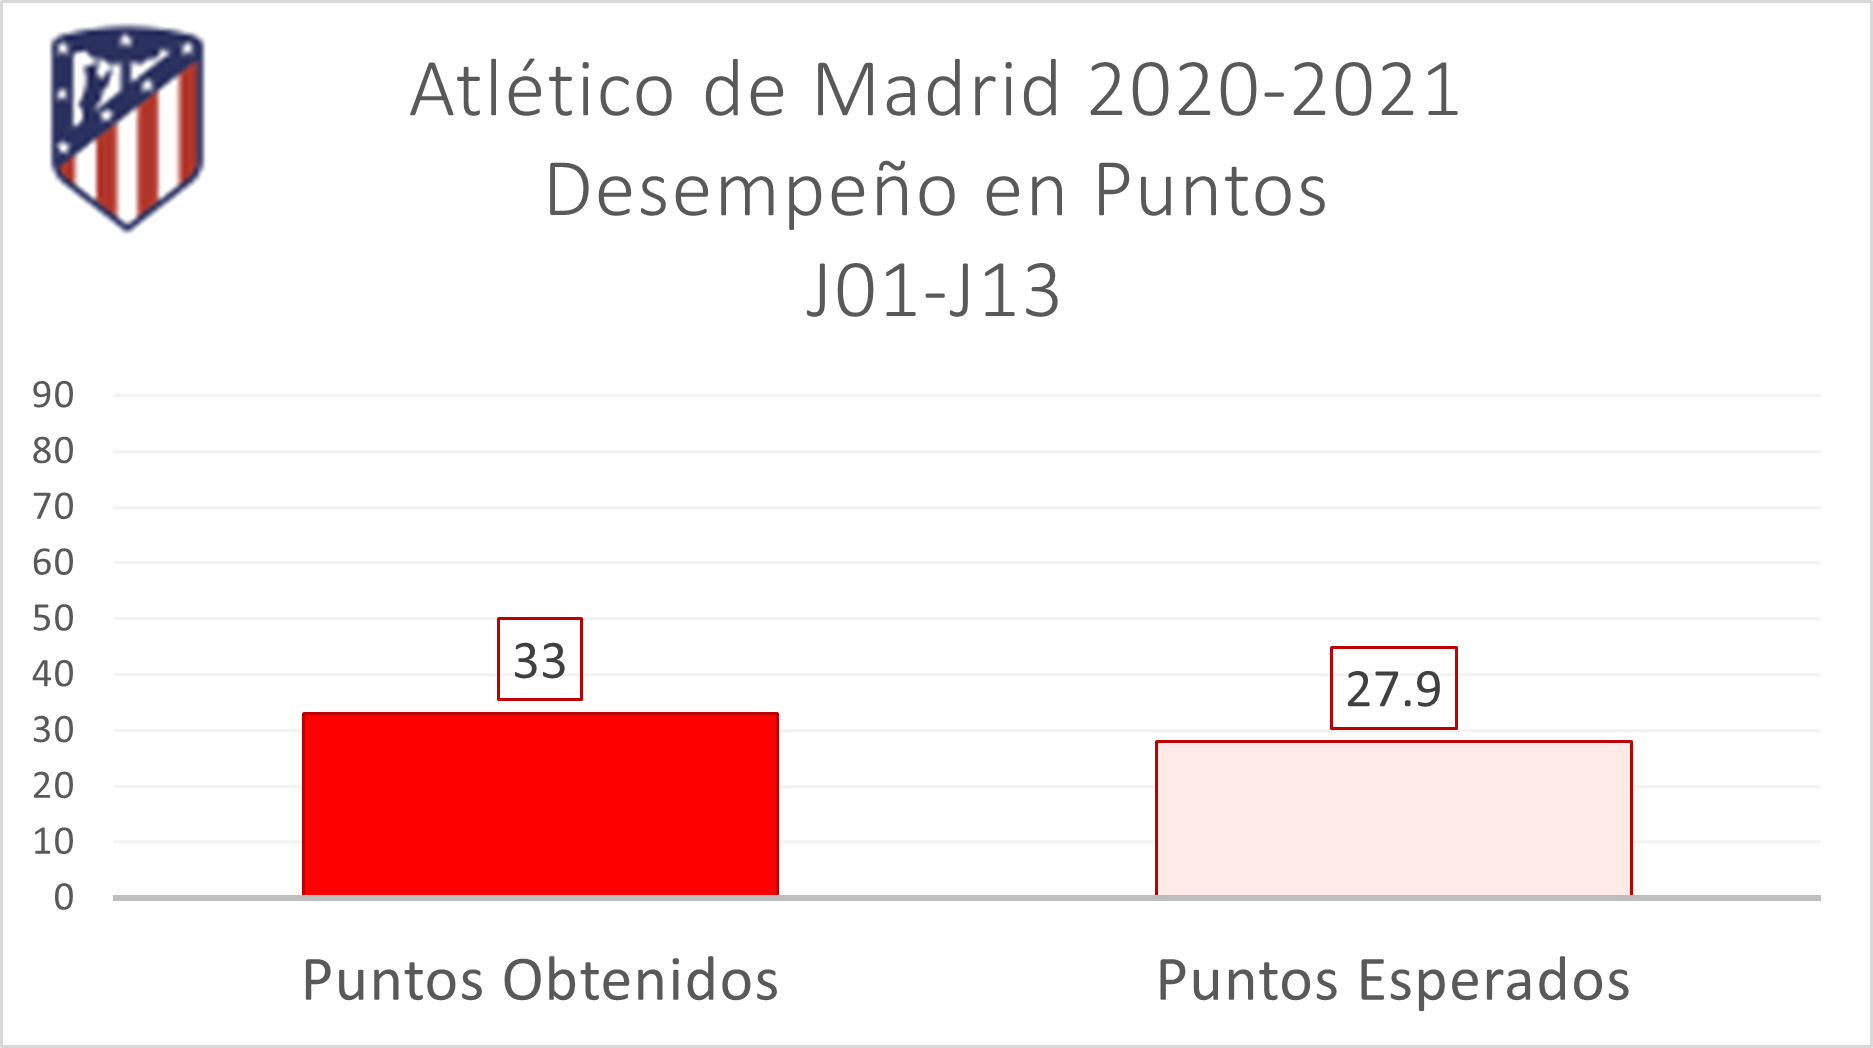 Atlético de Madrid 2020-2021
Desempeño en Puntos
J01-J13
90
80
70
60
50
40
30
20
10
0
33
27.9
Puntos Obtenidos
Puntos Esperados